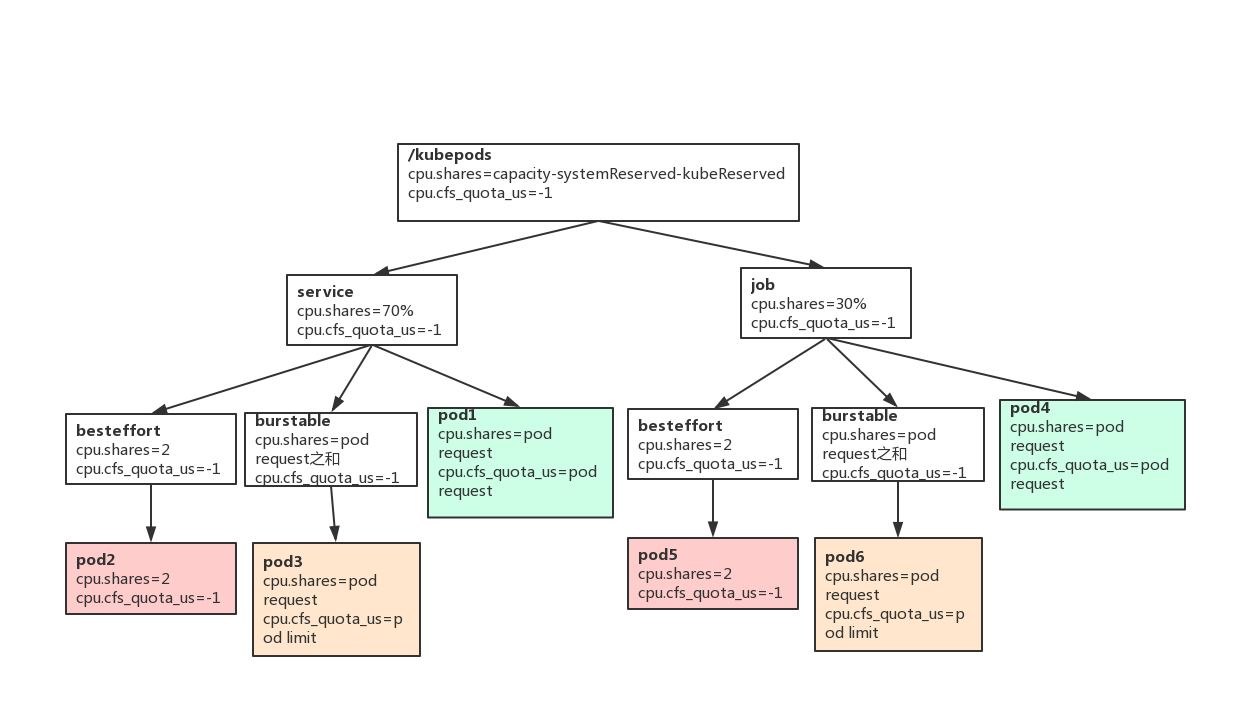 /kubepods
cpu.shares=capacity-systemReserved-kubeReserved
cpu.cfs_quota_us=-1
service
cpu.shares=70%
cpu.cfs_quota_us=-1
job
cpu.shares=30%
cpu.cfs_quota_us=-1
besteffort
cpu.shares=2
cpu.cfs_quota_us=-1
burstable
cpu.shares=pod
request之和
cpu.cfs_quota_us=-1
pod1
cpu.shares=pod
request
cpu.cfs_quota_us=pod
request
besteffort
cpu.shares=2
cpu.cfs_quota_us=-1
burstable
cpu.shares=pod
request之和
cpu.cfs_quota_us=-1
pod4
cpu.shares=pod
request
cpu.cfs_quota_us=pod
request
pod2
cpu.shares=2
cpu.cfs_quota_us=-1
pod3
cpu.shares=pod
request
cpu.cfs_quota_us=p
od limit
pod5
cpu.shares=2
cpu.cfs_quota_us=-1
pod6
cpu.shares=pod
request
cpu.cfs_quota_us=p
od limit